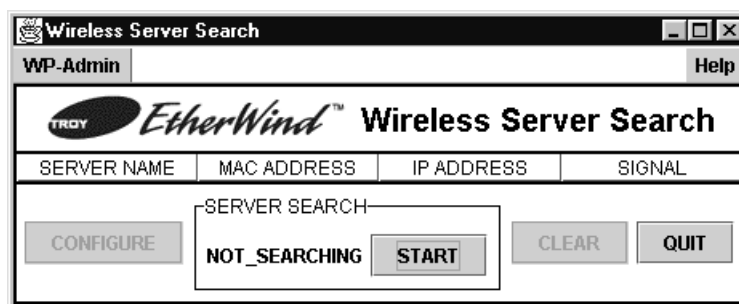 Wireless Server Search
WP-Admin Help
TROY EtherWind™ Wireless Server Search
SERVER NAME MAC ADDRESS IP ADDRESS SIGNAL
SERVER SEARCH
CONFIGURE NOT_SEARCHING START CLEAR QUIT